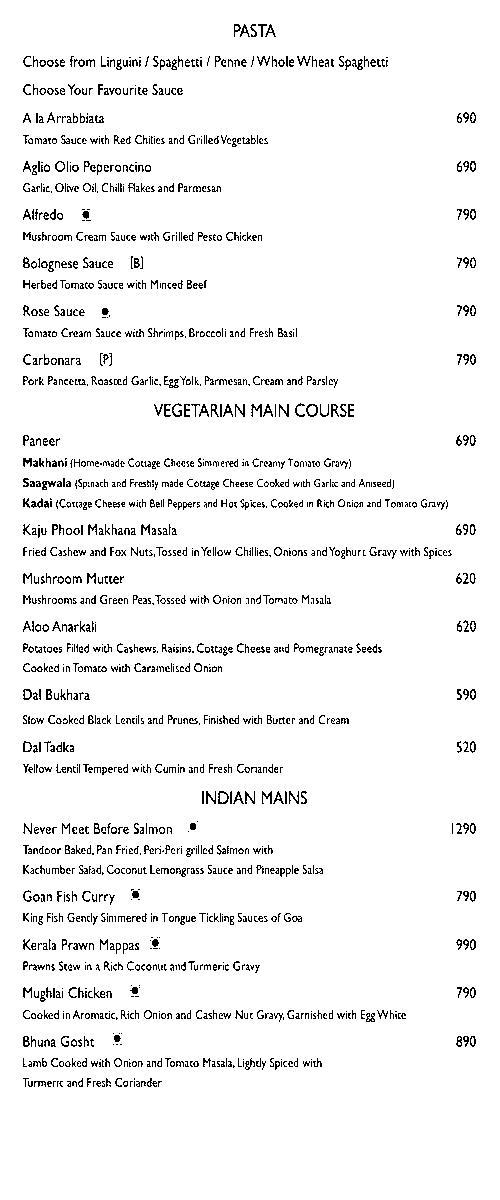 PASTA
Choose from Linguini / Spaghetti / Penne / Whole Wheat Spaghetti
Choose Your Favourite Sauce
A la Arrabbiata 690
Tomato Sauce with Red Chilies and Grilled Vegetables
Aglio Olio Peperoncino 690
Garlic, Olive Oil, Chilli Flakes and Parmesan
Alfredo 790
Mushroom Cream Sauce with Grilled Pesto Chicken
Bolognese Sauce [B] 790
Herbed Tomato Sauce with Minced Beef
Rose Sauce 790
Tomato Cream Sauce with Shrimps, Broccoli and Fresh Basil
Carbonara [P] 790
Pork Pancetta, Roasted Garlic, Egg Yolk, Parmesan, Cream and Parsley
VEGETARIAN MAIN COURSE
Paneer 690
Makhani (Home-made Cottage Cheese Simmered in Creamy Tomato Gravy)
Saagwala (Spinach and Freshly made Cottage Cheese Cooked with Garlic and Aniseed)
Kadai (Cottage Cheese with Bell Peppers and Hot Spices, Cooked in Rich Onion and Tomato Gravy)
Kaju Phool Makhana Masala 690
Fried Cashew and Fox Nuts, Tossed in Yellow Chillies, Onions and Yoghurt Gravy with Spices
Mushroom Mutter 620
Mushrooms and Green Peas, Tossed with Onion and Tomato Masala
Aloo Anarkali 620
Potatoes Filled with Cashews, Raisins, Cottage Cheese and Pomegranate Seeds
Cooked in Tomato with Caramelised Onion
Dal Bukhara 590
Slow Cooked Black Lentils and Prunes, Finished with Butter and Cream
Dal Tadka 520
Yellow Lentil Tempered with Cumin and Fresh Coriander
INDIAN MAINS
Never Meet Before Salmon 1290
Tandoor Baked, Pan Fried, Peri-Peri grilled Salmon with
Kachumber Salad, Coconut Lemongrass Sauce and Pineapple Salsa
Goan Fish Curry 790
King Fish Gently Simmered in Tongue Tickling Sauces of Goa
Kerala Prawn Mappas 990
Prawns Stew in a Rich Coconut and Turmeric Gravy
Mughlai Chicken 790
Cooked in Aromatic, Rich Onion and Cashew Nut Gravy, Garnished with Egg White
Bhuna Gosht 890
Lamb Cooked with Onion and Tomato Masala, Lightly Spiced with
Turmeric and Fresh Coriander